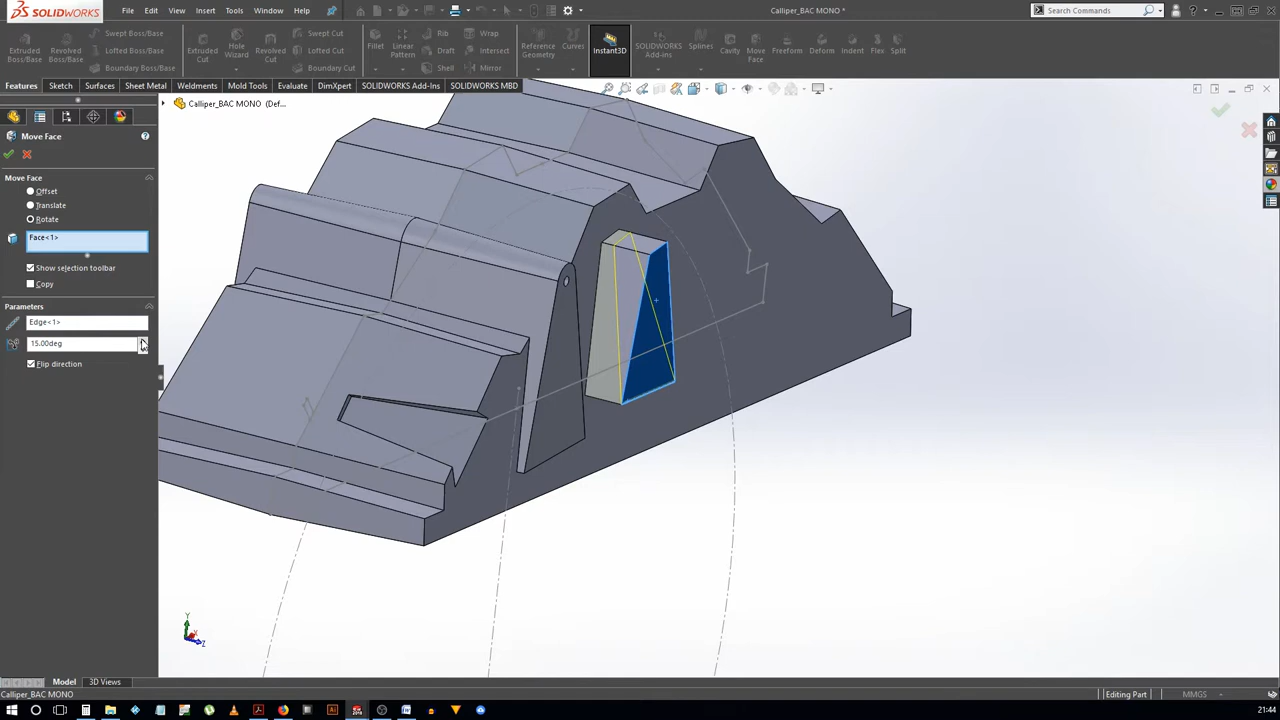 SOLIDWORKS
File Edit View Insert Tools Window Help
Calliper_BAC MONO *
Search Commands
Extruded Boss/Base
Revolved Boss/Base
Swept Boss/Base
Lofted Boss/Base
Boundary Boss/Base
Extruded Cut
Hole Wizard
Revolved Cut
Swept Cut
Lofted Cut
Boundary Cut
Fillet
Linear Pattern
Rib
Draft
Shell
Wrap
Intersect
Mirror
Reference Geometry
Curves
Instant3D
SOLIDWORKS Add-Ins
Splines
Cavity
Move Face
Freeform
Deform
Indent
Flex
Split
Features Sketch Surfaces Sheet Metal Weldments Mold Tools Evaluate DimXpert SOLIDWORKS Add-Ins SOLIDWORKS MBD
Calliper_BAC MONO (Def...
Move Face
?
Move Face
Offset
Translate
Rotate
Face<1>
Show selection toolbar
Copy
Parameters
Edge<1>
15.00deg
Flip direction
Y
X
Z
Model 3D Views
Calliper_BAC MONO
Editing Part
MMGS
21:44